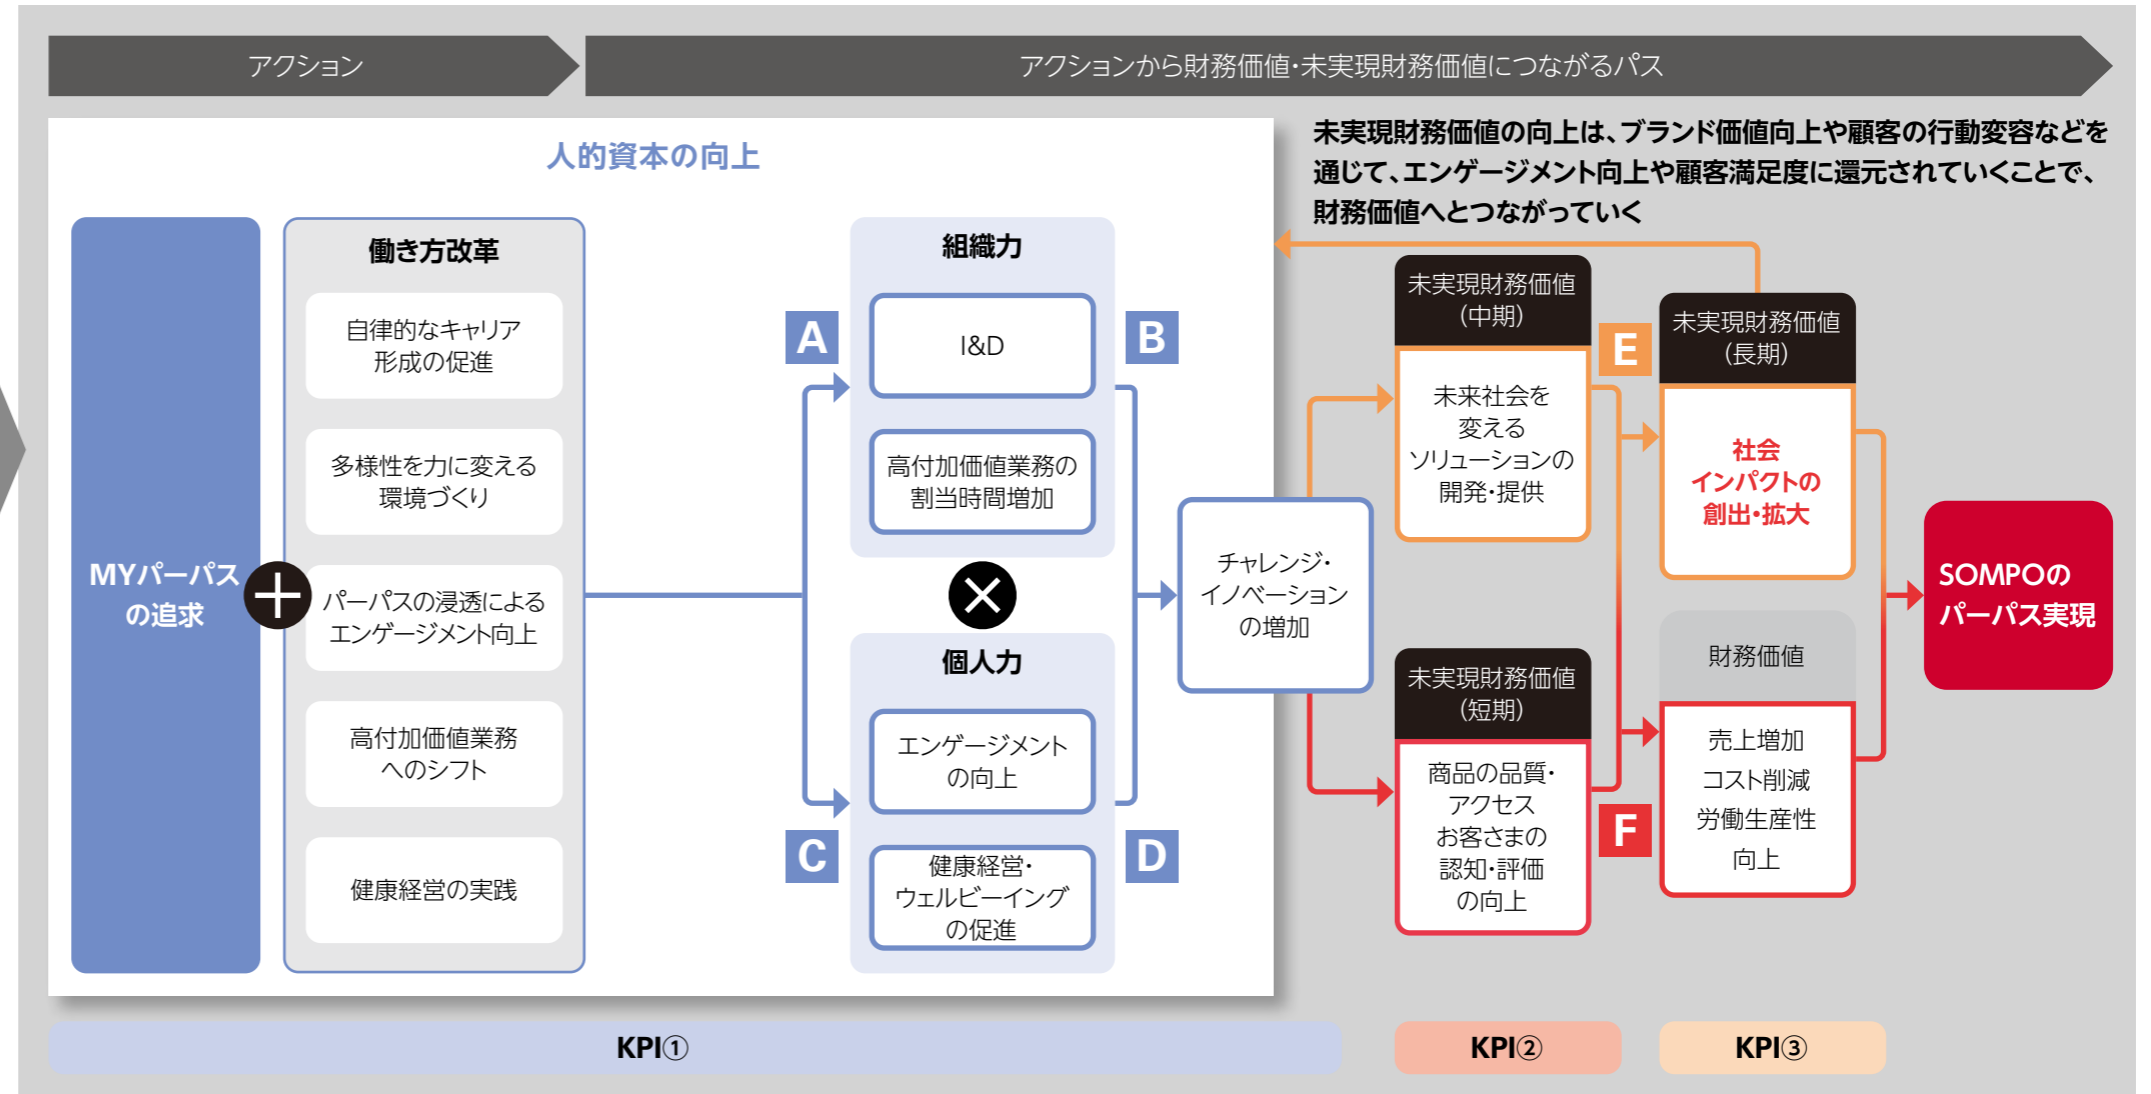 アクション
アクションから財務価値・未実現財務価値につながるパス
人的資本の向上
未実現財務価値の向上は、ブランド価値向上や顧客の行動変容などを
通じて、エンゲージメント向上や顧客満足度に還元されていくことで、
財務価値へとつながっていく
MYパーパス
の追求
+
働き方改革
自律的なキャリア
形成の促進
多様性を力に変える
環境づくり
パーパスの浸透による
エンゲージメント向上
高付加価値業務
へのシフト
健康経営の実践
A
B
組織力
I&D
高付加価値業務の
割当時間増加
×
個人力
エンゲージメント
の向上
健康経営・
ウェルビーイング
の促進
C
D
チャレンジ・
イノベーション
の増加
未実現財務価値
(中期)
未来社会を
変える
ソリューションの
開発・提供
未実現財務価値
(短期)
商品の品質・
アクセス
お客さまの
認知・評価
の向上
E
F
未実現財務価値
(長期)
社会
インパクトの
創出・拡大
財務価値
売上増加
コスト削減
労働生産性
向上
SOMPOの
パーパス実現
KPI①
KPI②
KPI③